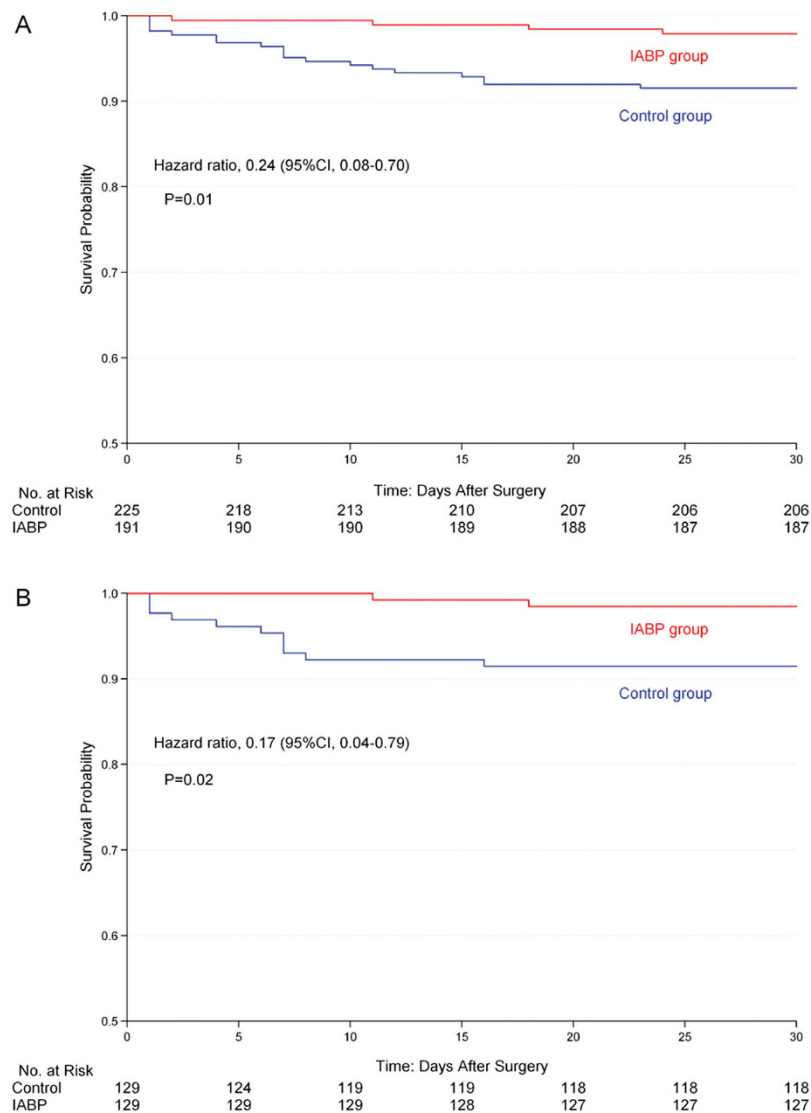 A
1.0
IABP group
0.9
Control group
Hazard ratio, 0.24 (95%CI, 0.08-0.70)
0.8
P=0.01
Survival Probability
0.7
0.6
0.5
0 5 10 15 20 25 30
No. at Risk Time: Days After Surgery
Control 225 218 213 210 207 206 206
IABP 191 190 190 189 188 187 187
B
1.0
IABP group
0.9
Control group
Hazard ratio, 0.17 (95%CI, 0.04-0.79)
0.8
P=0.02
Survival Probability
0.7
0.6
0.5
0 5 10 15 20 25 30
No. at Risk Time: Days After Surgery
Control 129 124 119 119 118 118 118
IABP 129 129 129 128 127 127 127